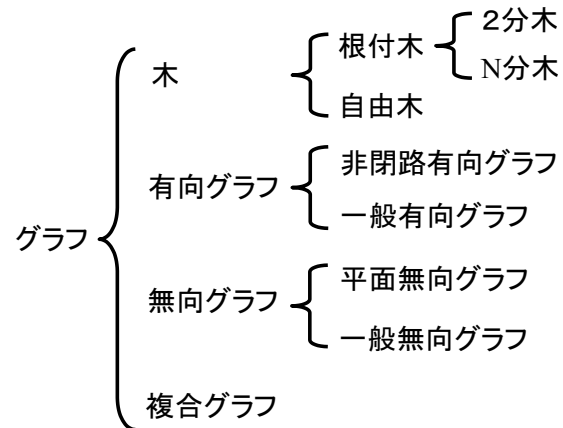 グラフ
木
根付木
２分木
N分木
自由木
有向グラフ
非閉路有向グラフ
一般有向グラフ
無向グラフ
平面無向グラフ
一般無向グラフ
複合グラフ